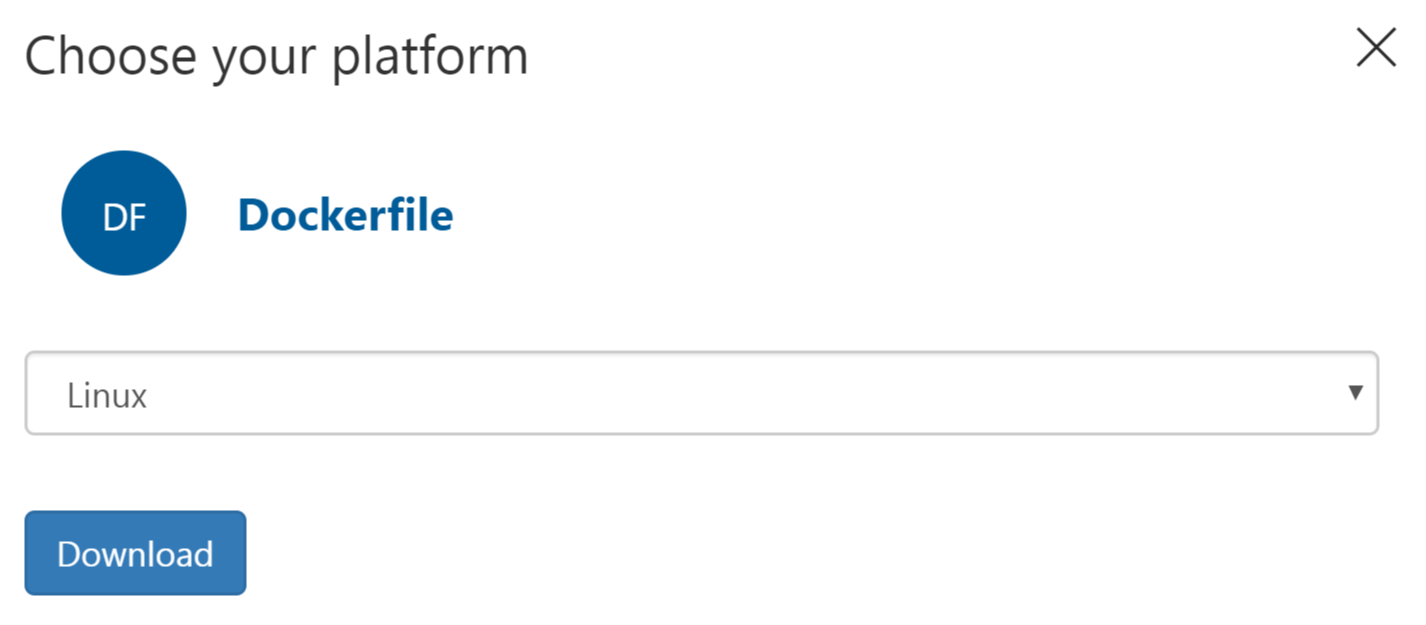 Choose your platform
DF
Dockerfile
Linux
Download